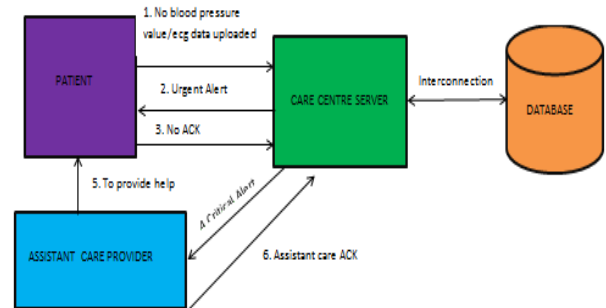 1. No blood pressure
value/ecg data uploaded
PATIENT
2. Urgent Alert
CARE CENTRE SERVER
Interconnection
DATABASE
3. No ACK
5. To provide help
4 Critical Alert
ASSISTANT CARE PROVIDER
6. Assistant care ACK